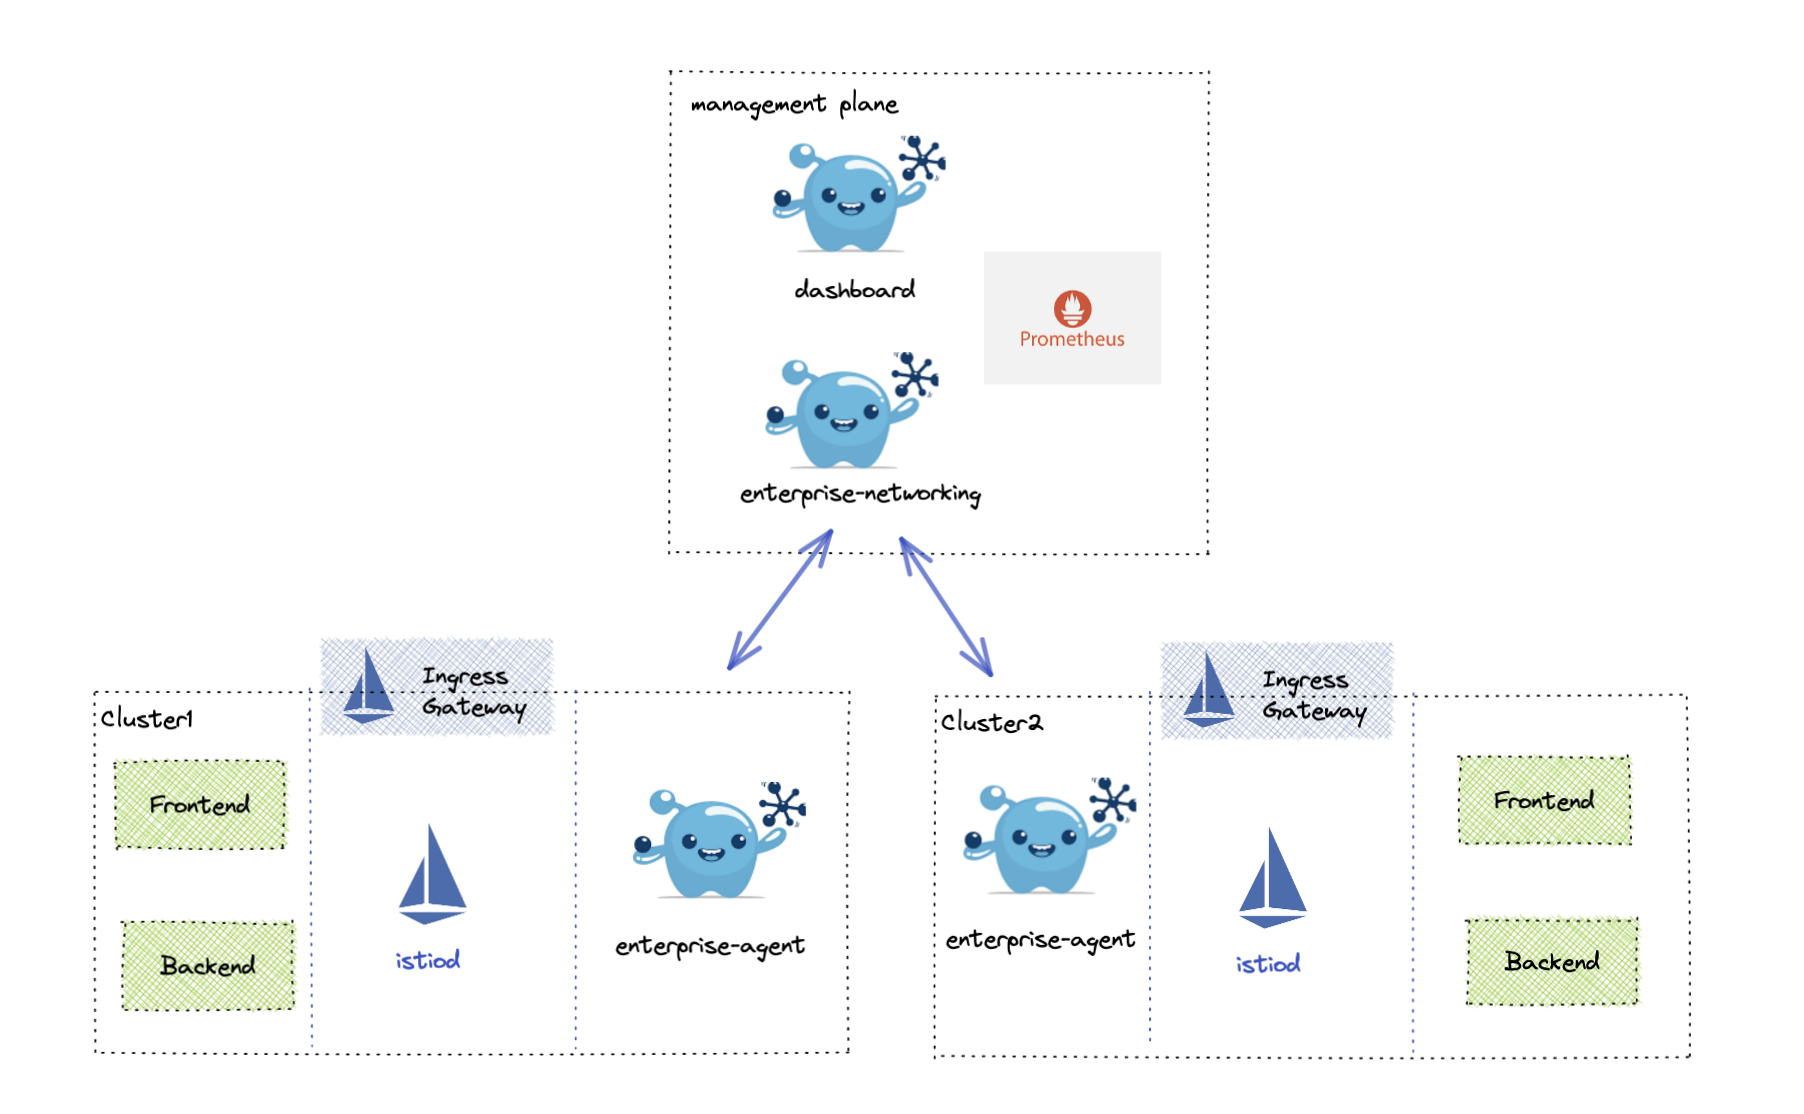 management plane
dashboard
Prometheus
enterprise-networking
Ingress
Gateway
Cluster1
Frontend
Backend
istiod
enterprise-agent
Ingress
Gateway
Cluster2
enterprise-agent
istiod
Frontend
Backend